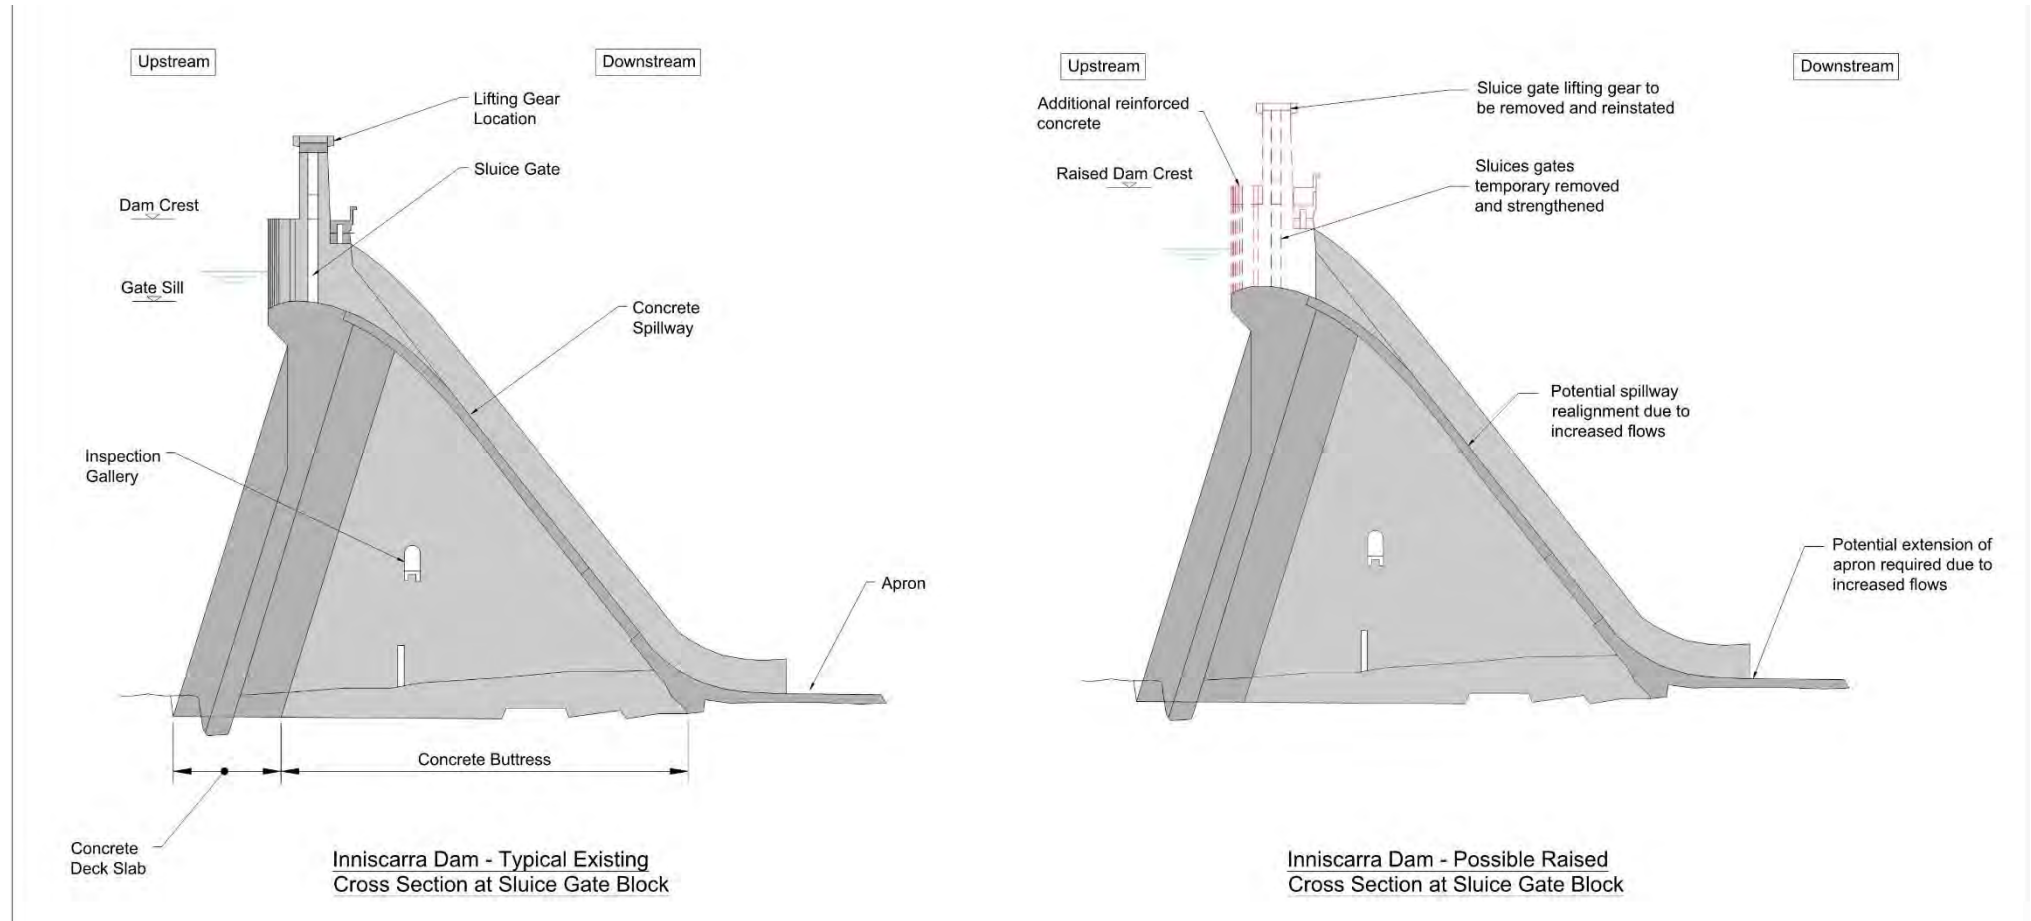 Upstream
Downstream
Lifting Gear
Location
Sluice Gate
Dam Crest
Gate Sill
Concrete
Spillway
Inspection
Gallery
Apron
Concrete Buttress
Concrete
Deck Slab
Inniscarra Dam - Typical Existing
Cross Section at Sluice Gate Block
Upstream
Downstream
Additional reinforced
concrete
Sluice gate lifting gear to
be removed and reinstated
Raised Dam Crest
Sluices gates
temporary removed
and strengthened
Potential spillway
realignment due to
increased flows
Potential extension of
apron required due to
increased flows
Inniscarra Dam - Possible Raised
Cross Section at Sluice Gate Block